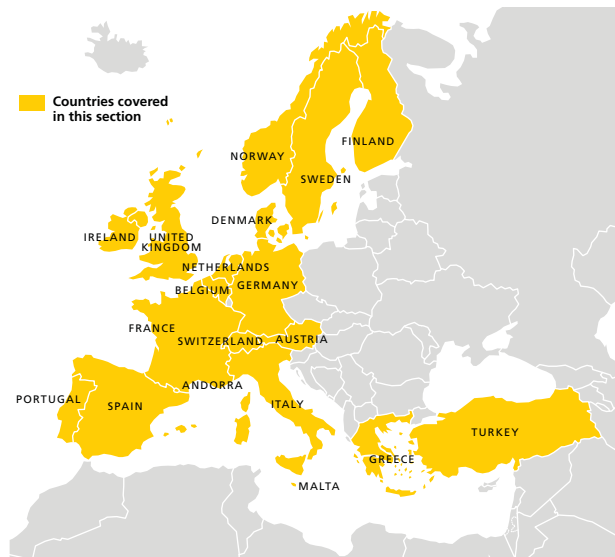 Countries covered
in this section
NORWAY
FINLAND
SWEDEN
DENMARK
IRELAND
UNITED
KINGDOM
NETHERLANDS
BELGIUM
GERMANY
FRANCE
SWITZERLAND
AUSTRIA
ANDORRA
PORTUGAL
SPAIN
ITALY
TURKEY
GREECE
MALTA